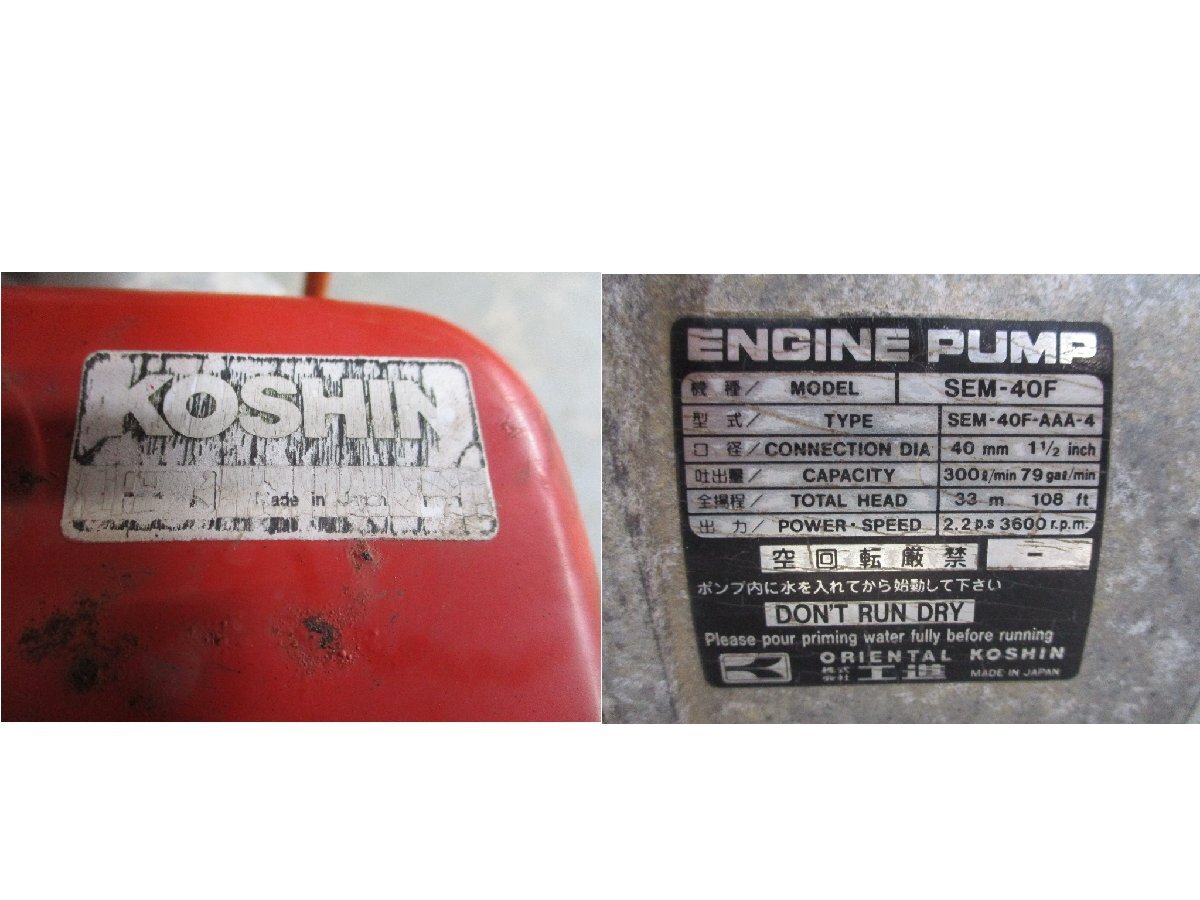 KOSHIN
Made in Japan
ENGINE PUMP
機種/ MODEL SEM-40F
型式/ TYPE SEM-40F-AAA-4
口径/ CONNECTION DIA 40 mm 1 1/2 inch
吐出量/ CAPACITY 300ℓ/min 79 gal/min
全揚程/ TOTAL HEAD 33 m 108 ft
出力/ POWER・SPEED 2.2 p.s 3600 r.p.m.
空回転厳禁 -
ポンプ内に水を入れてから始動して下さい
DON'T RUN DRY
Please pour priming water fully before running
ORIENTAL KOSHIN
株式会社 工進 MADE IN JAPAN